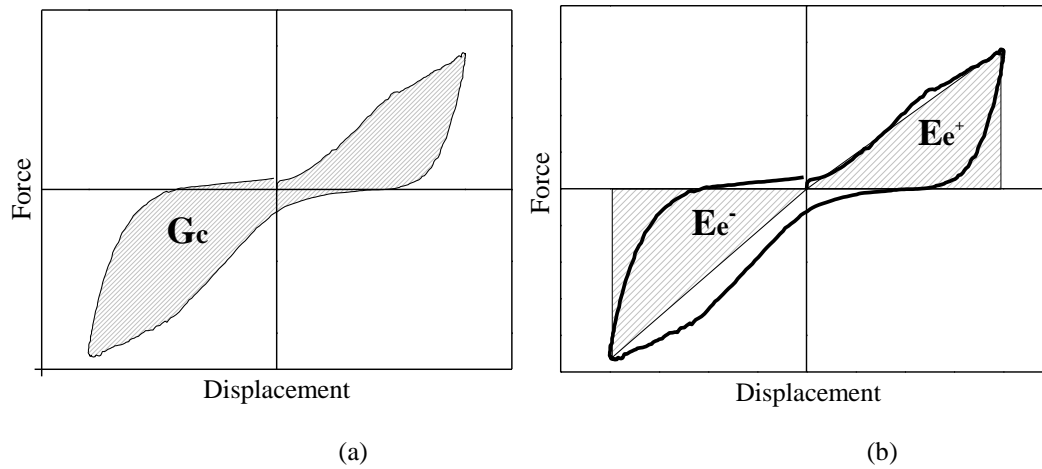 Force
Gc
Displacement
(a)
Force
Ee+
Ee-
Displacement
(b)